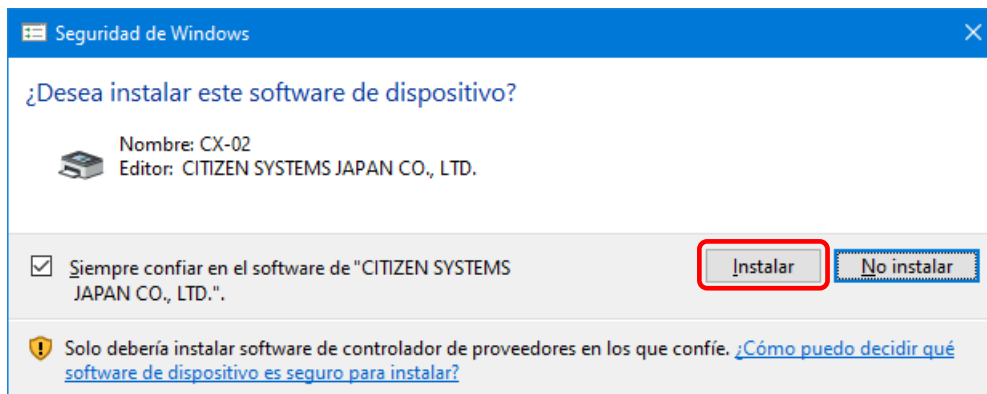 Seguridad de Windows
¿Desea instalar este software de dispositivo?
Nombre: CX-02
Editor: CITIZEN SYSTEMS JAPAN CO., LTD.
Siempre confiar en el software de "CITIZEN SYSTEMS
JAPAN CO., LTD.".
Instalar
No instalar
Solo debería instalar software de controlador de proveedores en los que confíe. ¿Cómo puedo decidir qué
software de dispositivo es seguro para instalar?